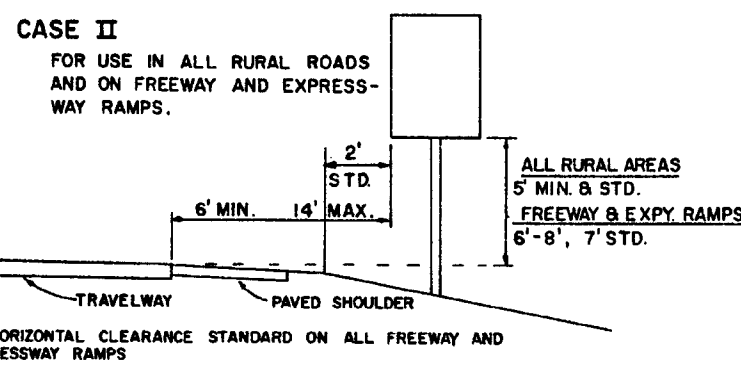 CASE II
FOR USE IN ALL RURAL ROADS
AND ON FREEWAY AND EXPRESS-
WAY RAMPS.
2'
STD.
ALL RURAL AREAS
5' MIN. & STD.
6' MIN. 14' MAX.
FREEWAY & EXPY. RAMPS
6'-8', 7' STD.
TRAVELWAY
PAVED SHOULDER
ORIZONTAL CLEARANCE STANDARD ON ALL FREEWAY AND
ESSWAY RAMPS